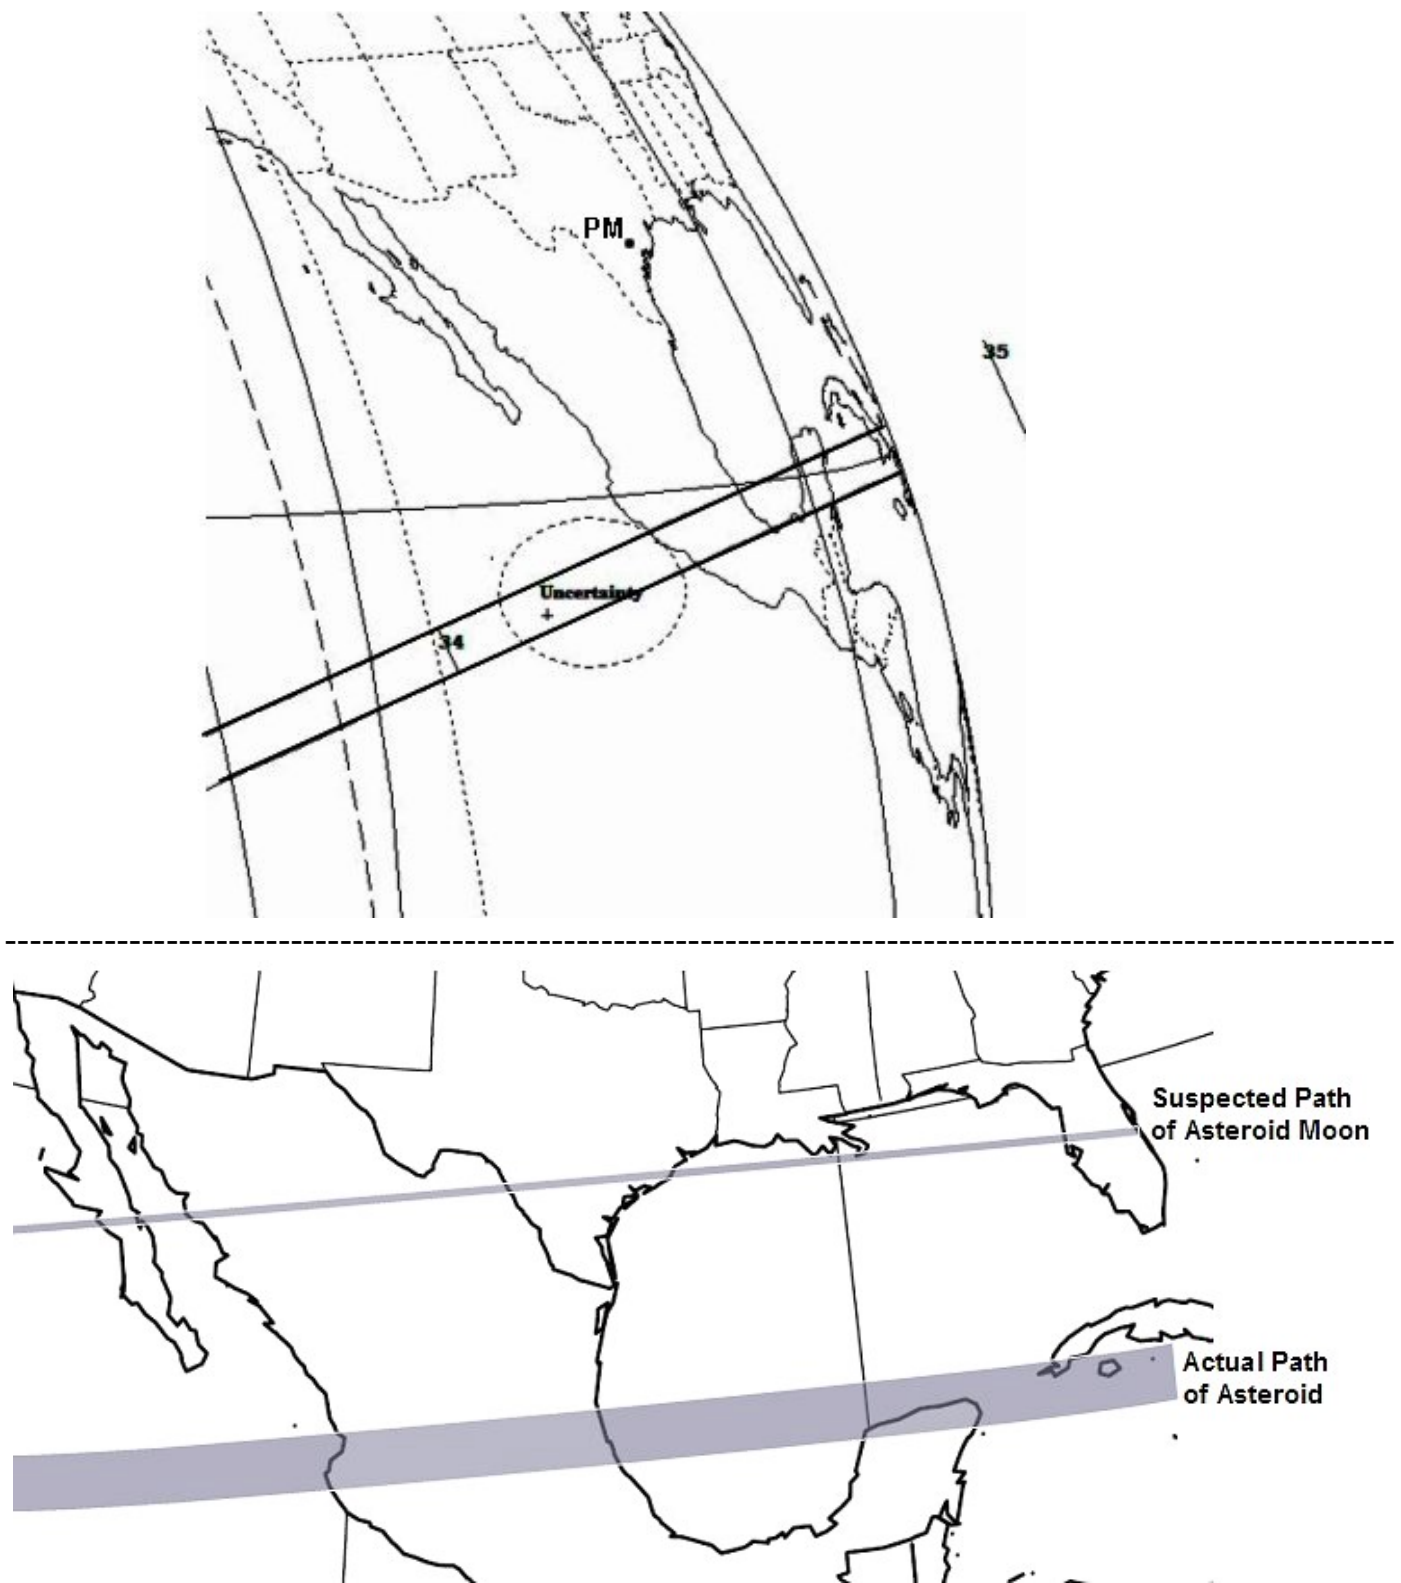 PM
35
Uncertainty
34
Suspected Path
of Asteroid Moon
Actual Path
of Asteroid